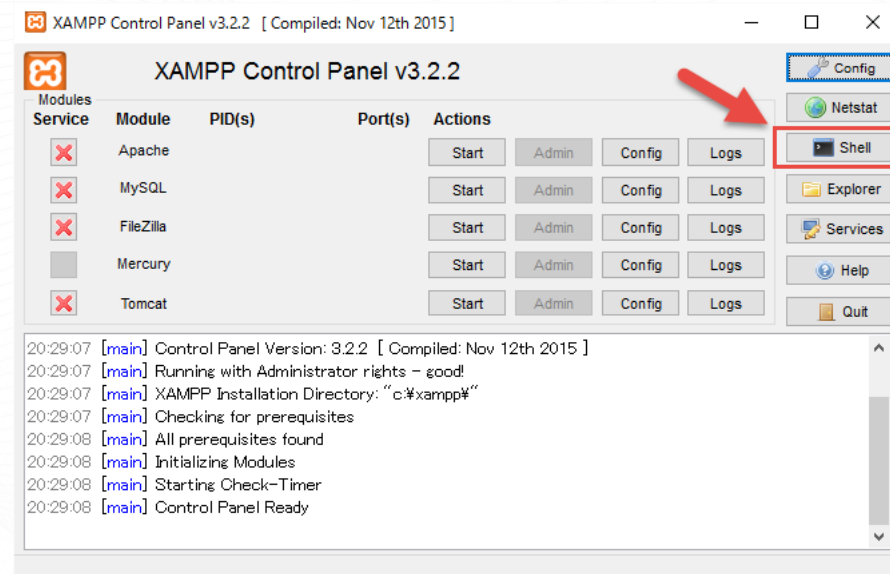 XAMPP Control Panel v3.2.2 [ Compiled: Nov 12th 2015 ]
XAMPP Control Panel v3.2.2
Config
Modules
Service Module PID(s) Port(s) Actions
Netstat
Apache Start Admin Config Logs
Shell
MySQL Start Admin Config Logs
Explorer
FileZilla Start Admin Config Logs
Services
Mercury Start Admin Config Logs
Help
Tomcat Start Admin Config Logs
Quit
20:29:07 [main] Control Panel Version: 3.2.2 [ Compiled: Nov 12th 2015 ]
20:29:07 [main] Running with Administrator rights - good!
20:29:07 [main] XAMPP Installation Directory: "c:¥xampp¥"
20:29:07 [main] Checking for prerequisites
20:29:08 [main] All prerequisites found
20:29:08 [main] Initializing Modules
20:29:08 [main] Starting Check-Timer
20:29:08 [main] Control Panel Ready